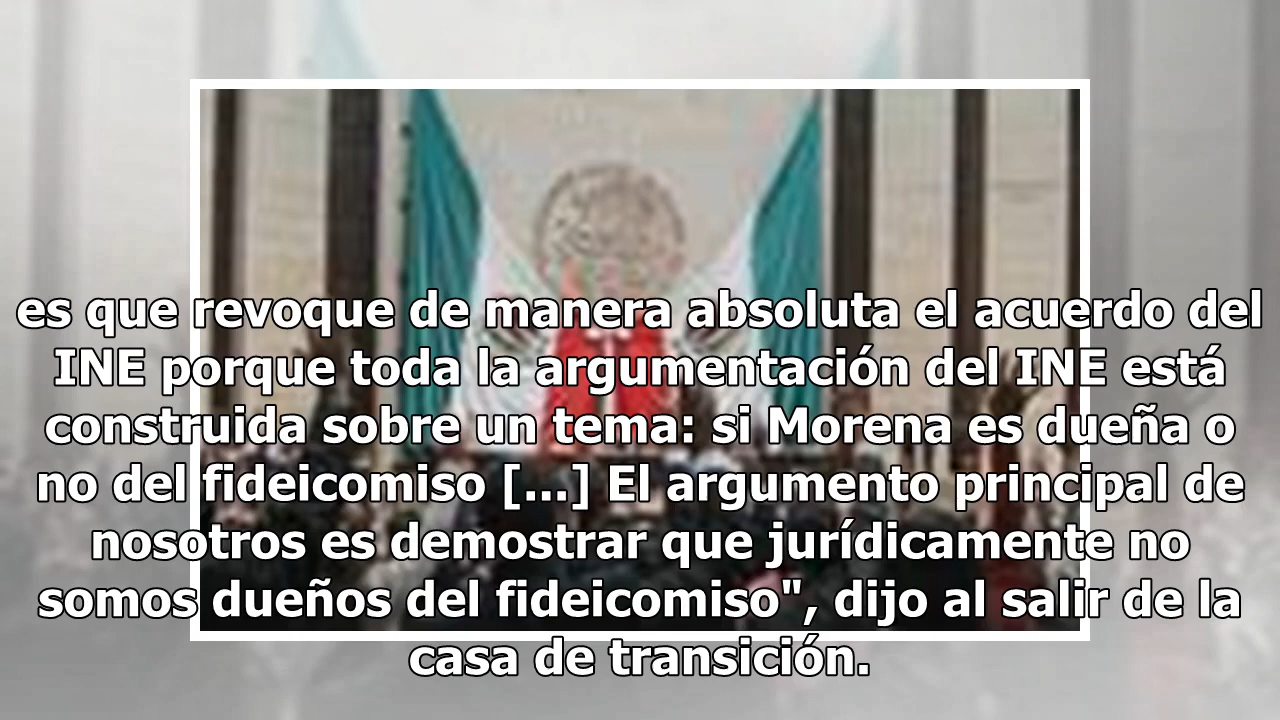 es que revoque de manera absoluta el acuerdo del
INE porque toda la argumentación del INE está
construida sobre un tema: si Morena es dueña o
no del fideicomiso [...] El argumento principal de
nosotros es demostrar que jurídicamente no
somos dueños del fideicomiso", dijo al salir de la
casa de transición.